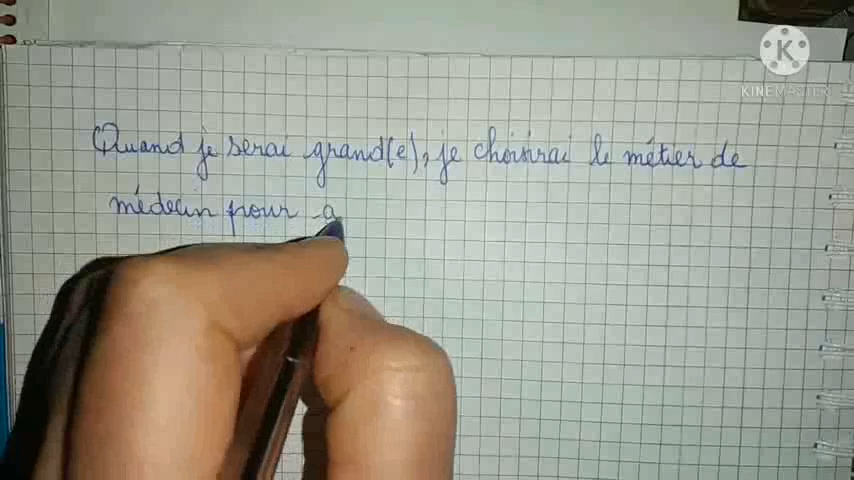 KINEMASTER
Quand je serai grand(e), je choisirai le métier de
médecin pour a